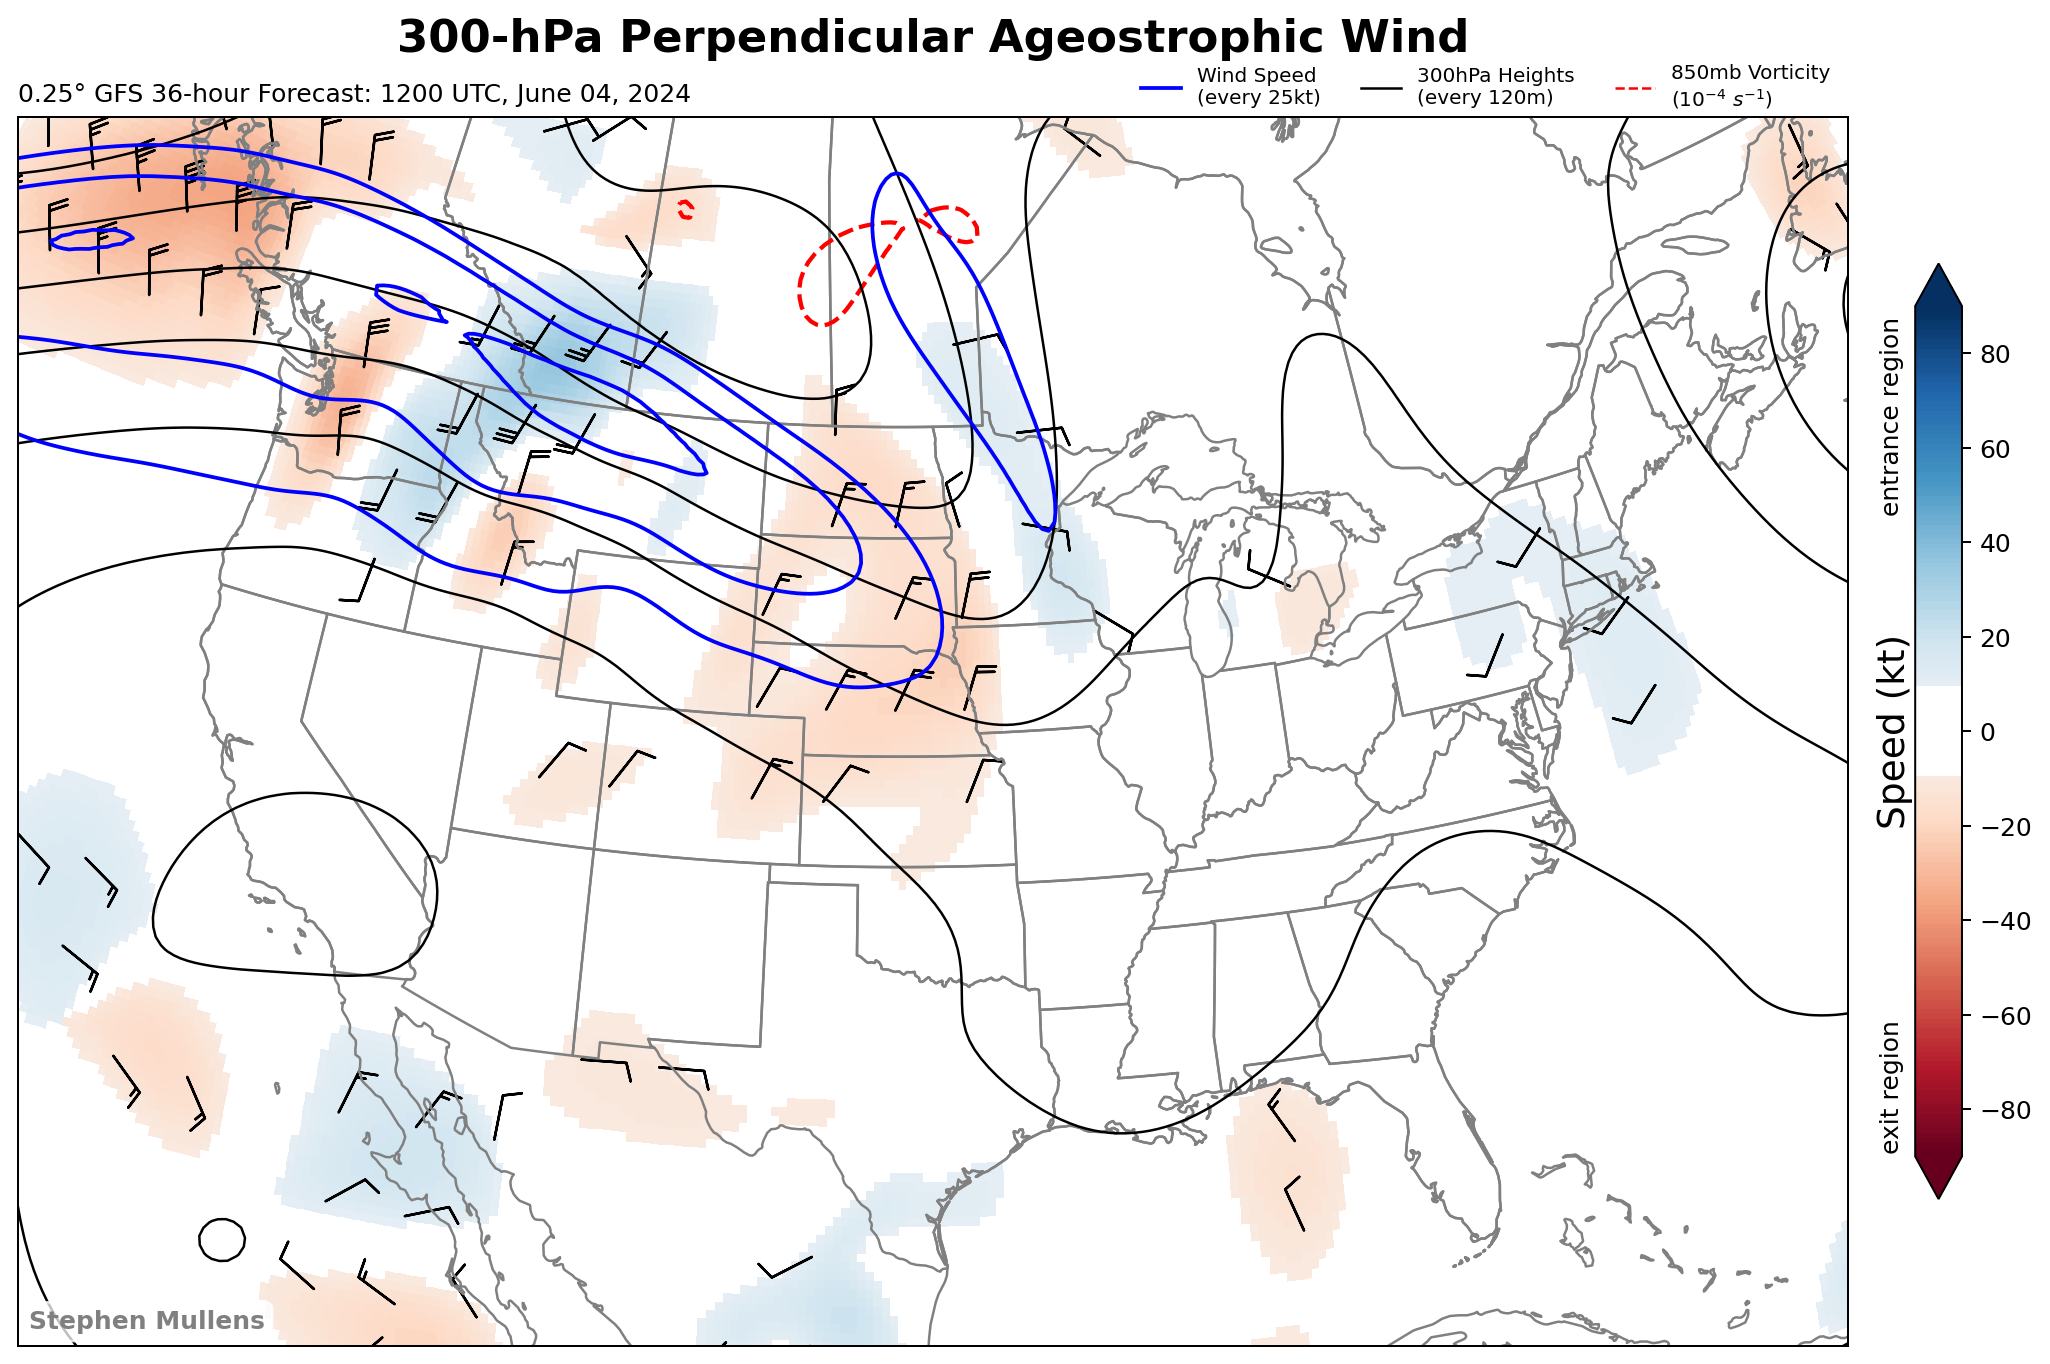 300-hPa Perpendicular Ageostrophic Wind
0.25° GFS 36-hour Forecast: 1200 UTC, June 04, 2024
Wind Speed
(every 25kt)
300hPa Heights
(every 120m)
850mb Vorticity
(10⁻⁴ s⁻¹)
entrance region
Speed (kt)
exit region
80
60
40
20
0
−20
−40
−60
−80
Stephen Mullens